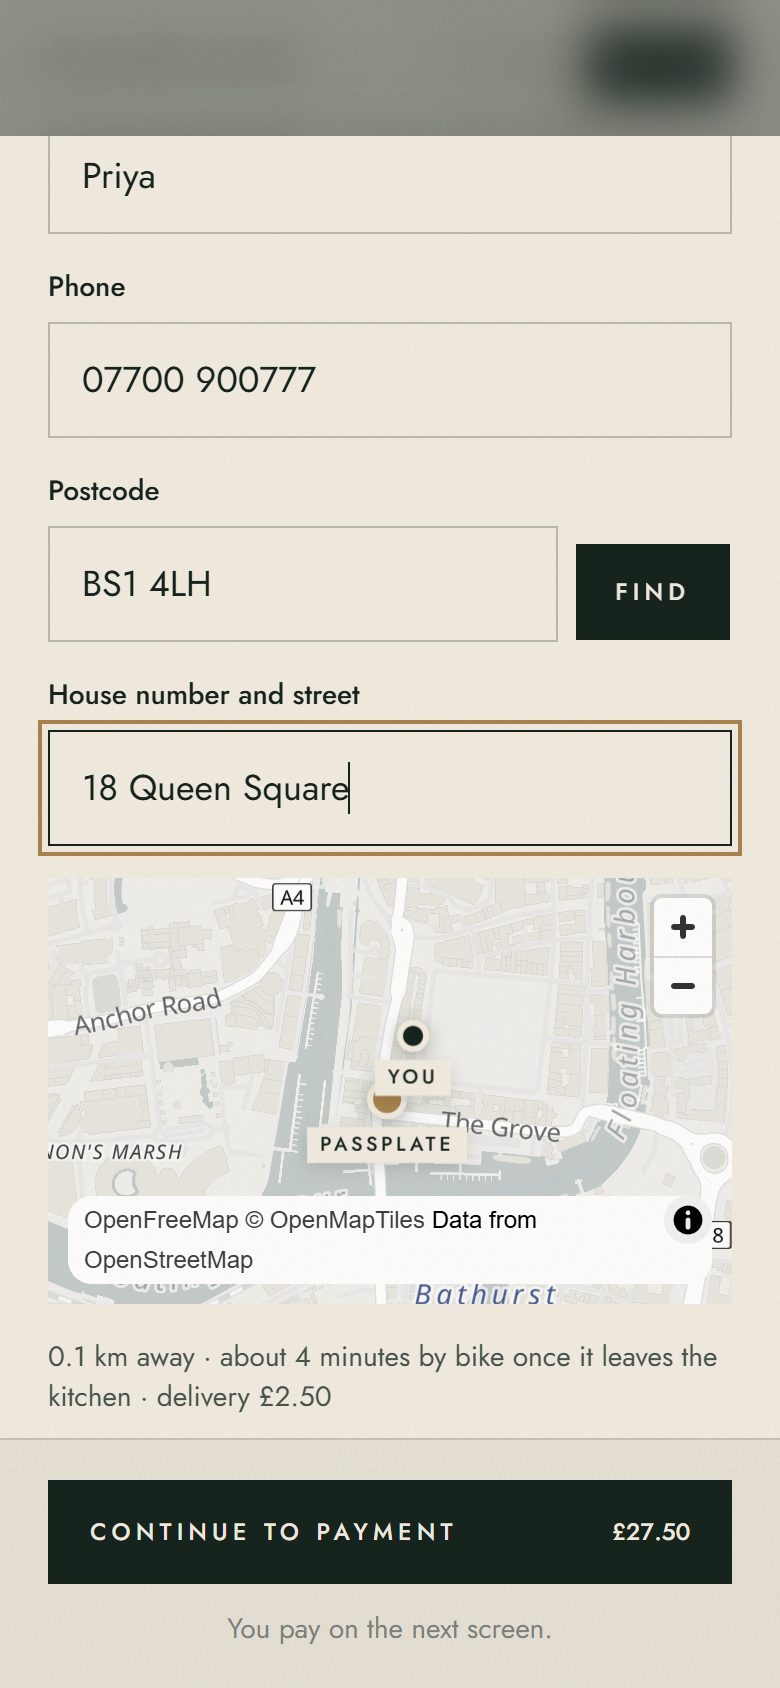 Priya
Phone
07700 900777
Postcode
BS1 4LH
FIND
House number and street
18 Queen Square
A4
Anchor Road
Floating Harbou
+
−
YOU
PASSPLATE
The Grove
NON'S MARSH
OpenFreeMap © OpenMapTiles Data from
OpenStreetMap
8
Bathurst
0.1 km away · about 4 minutes by bike once it leaves the
kitchen · delivery £2.50
CONTINUE TO PAYMENT £27.50
You pay on the next screen.